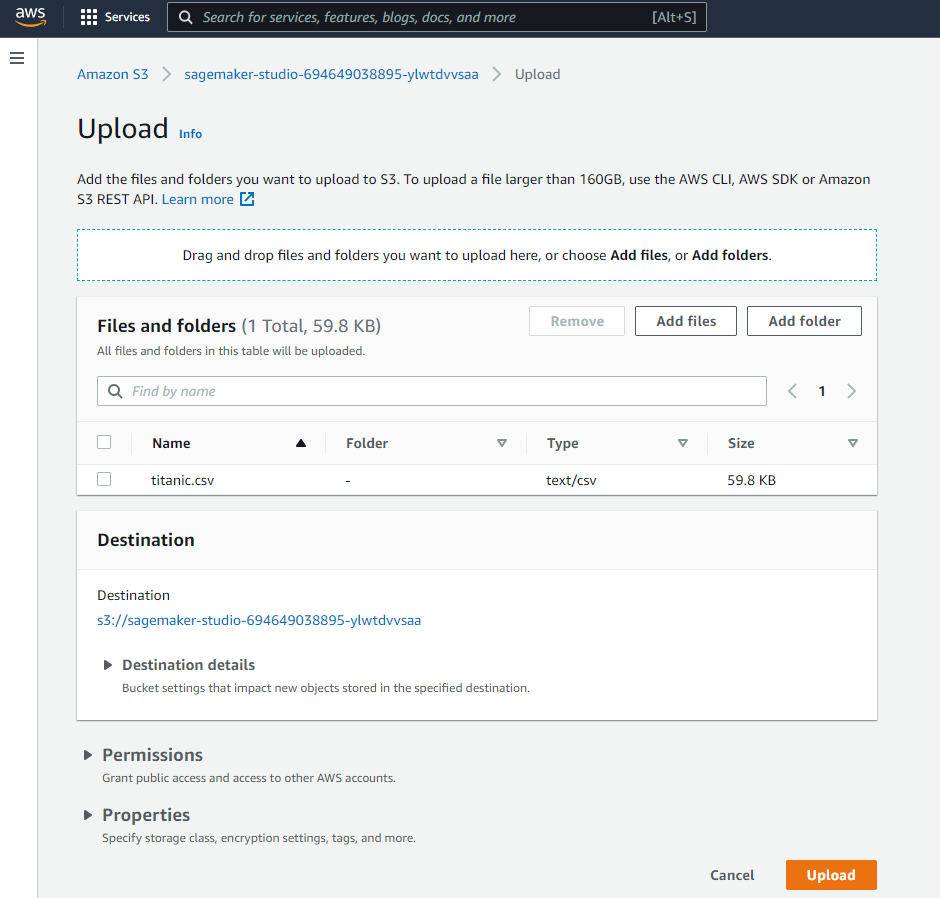 aws Services Search for services, features, blogs, docs, and more [Alt+S]
Amazon S3 sagemaker-studio-694649038895-ylwtdvvsaa Upload
Upload Info
Add the files and folders you want to upload to S3. To upload a file larger than 160GB, use the AWS CLI, AWS SDK or Amazon
S3 REST API. Learn more
Drag and drop files and folders you want to upload here, or choose Add files, or Add folders.
Files and folders (1 Total, 59.8 KB) Remove Add files Add folder
All files and folders in this table will be uploaded.
Find by name 1
Name Folder Type Size
titanic.csv - text/csv 59.8 KB
Destination
Destination
s3://sagemaker-studio-694649038895-ylwtdvvsaa
Destination details
Bucket settings that impact new objects stored in the specified destination.
Permissions
Grant public access and access to other AWS accounts.
Properties
Specify storage class, encryption settings, tags, and more.
Cancel Upload